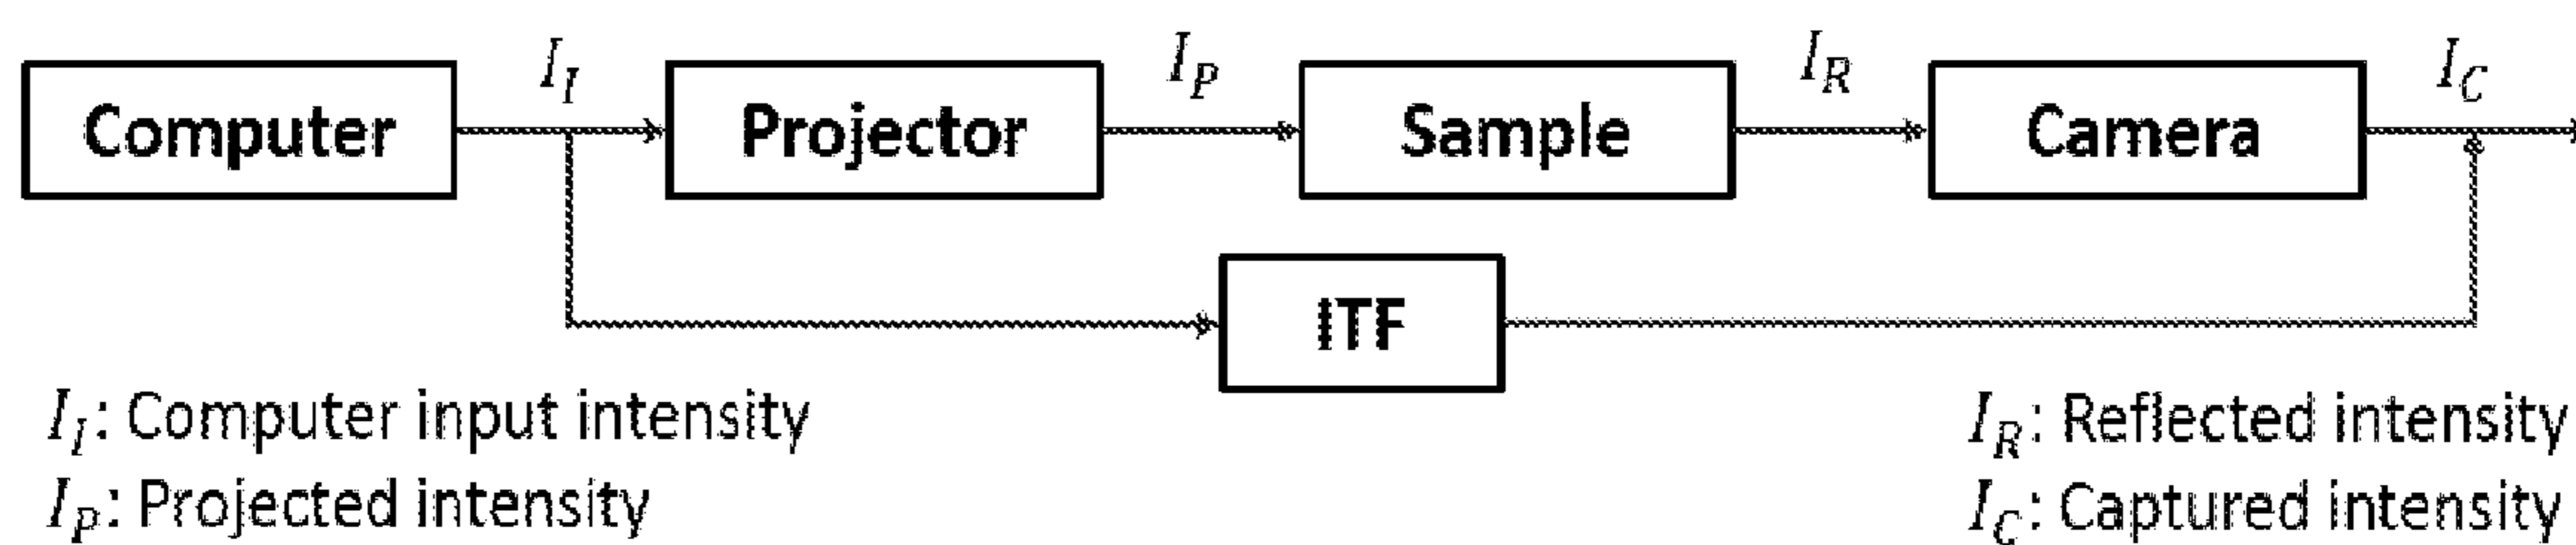 I_I I_P I_R I_C
Computer Projector Sample Camera
ITF
I_I: Computer input intensity
I_P: Projected intensity
I_R: Reflected intensity
I_C: Captured intensity